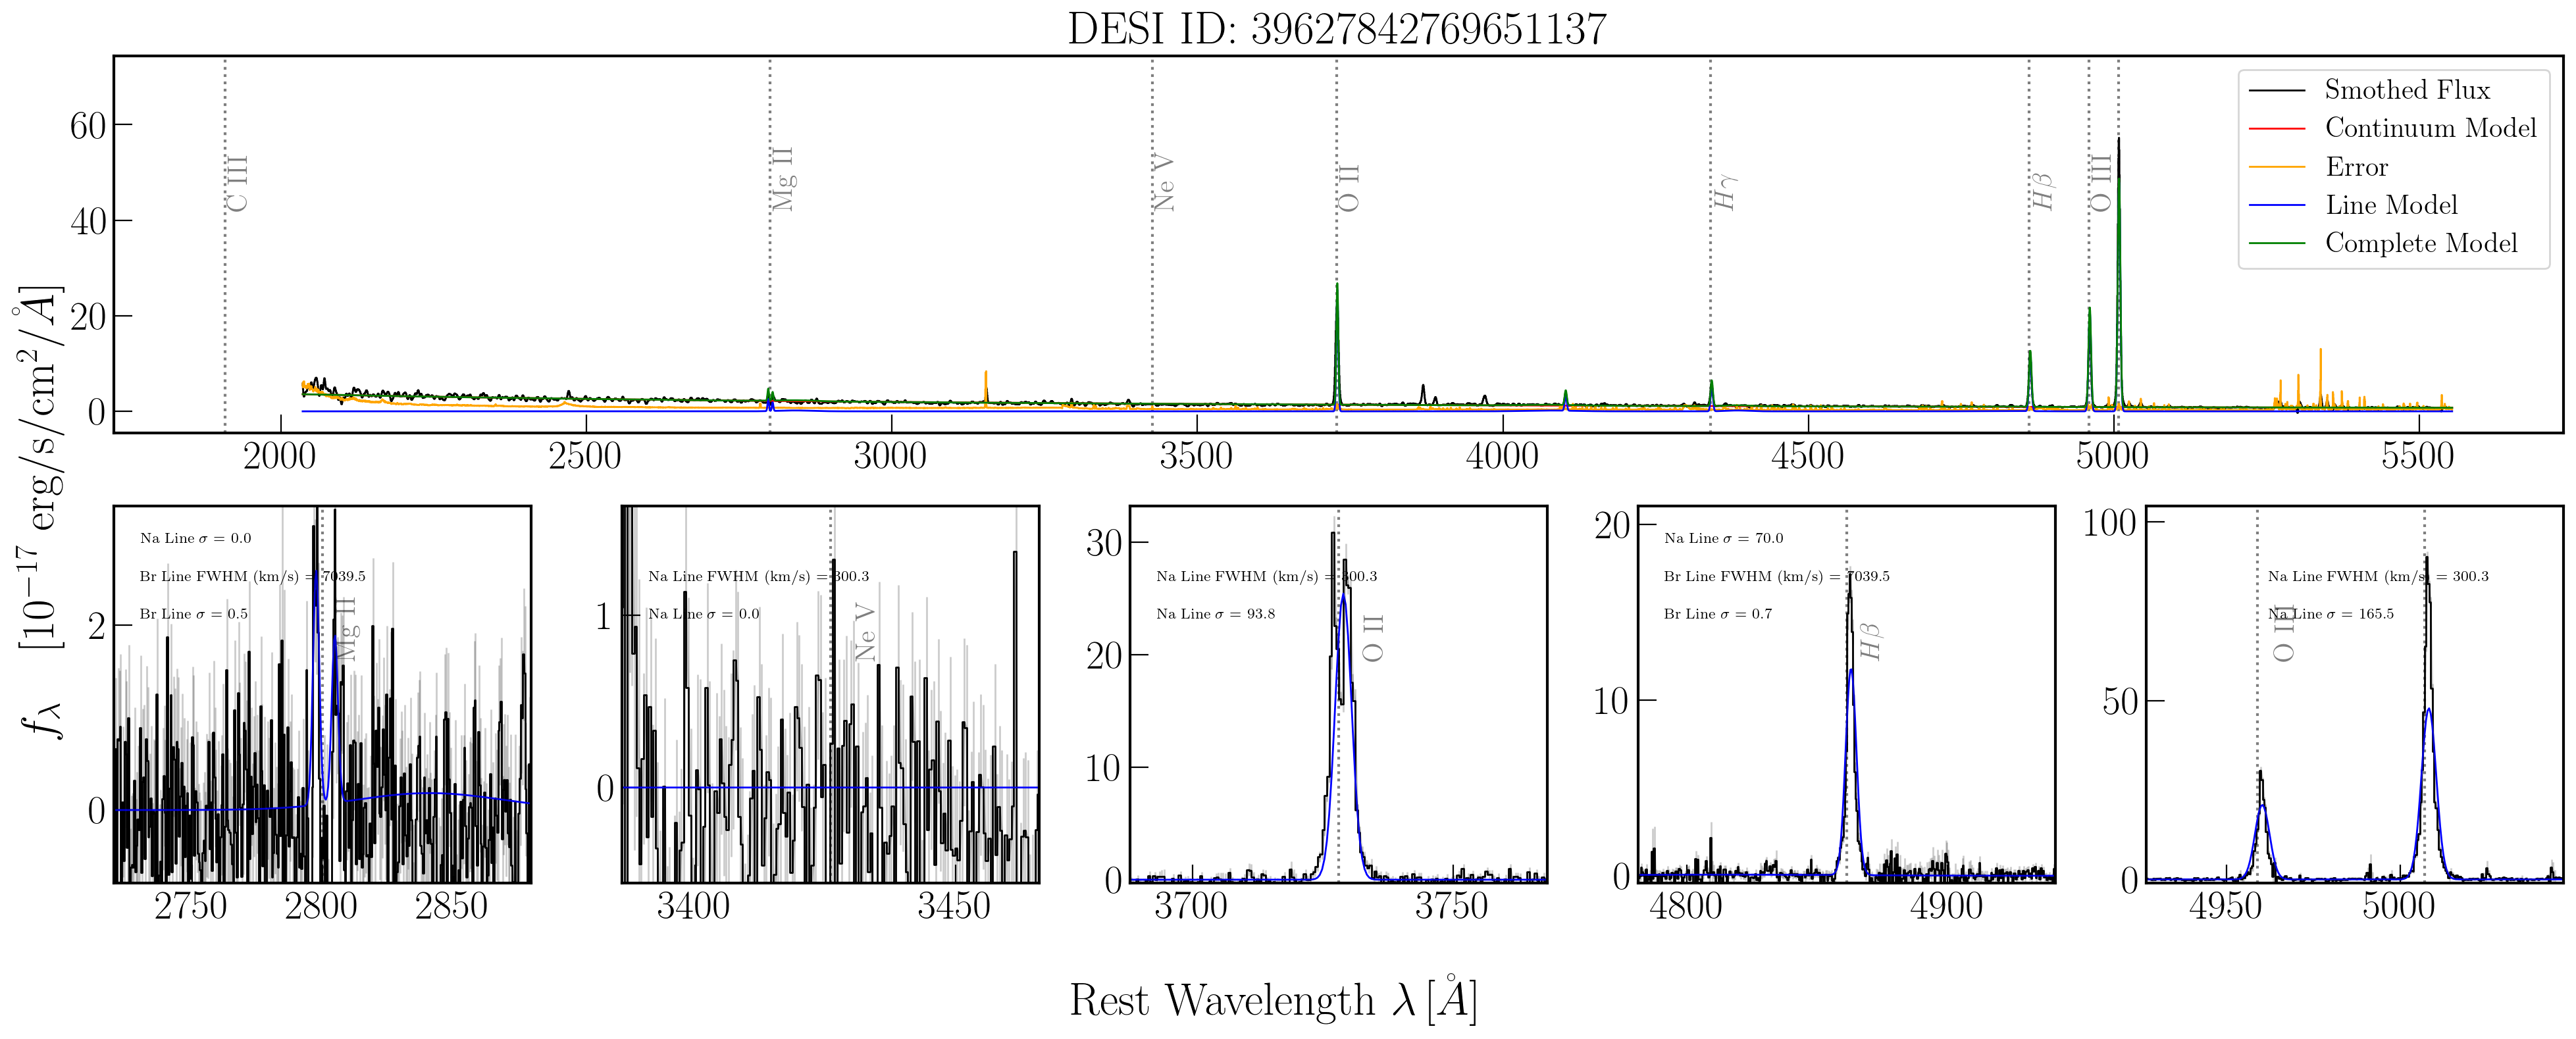 DESI ID: 39627842769651137
f_λ [10⁻¹⁷ erg/s/cm²/Å]
60
40
20
0
C III
Mg II
Ne V
O II
Hγ
Hβ
O III
Smothed Flux
Continuum Model
Error
Line Model
Complete Model
2000 2500 3000 3500 4000 4500 5000 5500
Na Line σ = 0.0
Br Line FWHM (km/s) = 7039.5
Br Line σ = 0.5
Mg II
2
0
2750 2800 2850
Na Line FWHM (km/s) = 300.3
Na Line σ = 0.0
Ne V
1
0
3400 3450
Na Line FWHM (km/s) = 300.3
Na Line σ = 93.8
O II
30
20
10
0
3700 3750
Na Line σ = 70.0
Br Line FWHM (km/s) = 7039.5
Br Line σ = 0.7
Hβ
20
10
0
4800 4900
Na Line FWHM (km/s) = 300.3
Na Line σ = 165.5
O III
100
50
0
4950 5000
Rest Wavelength λ [Å]